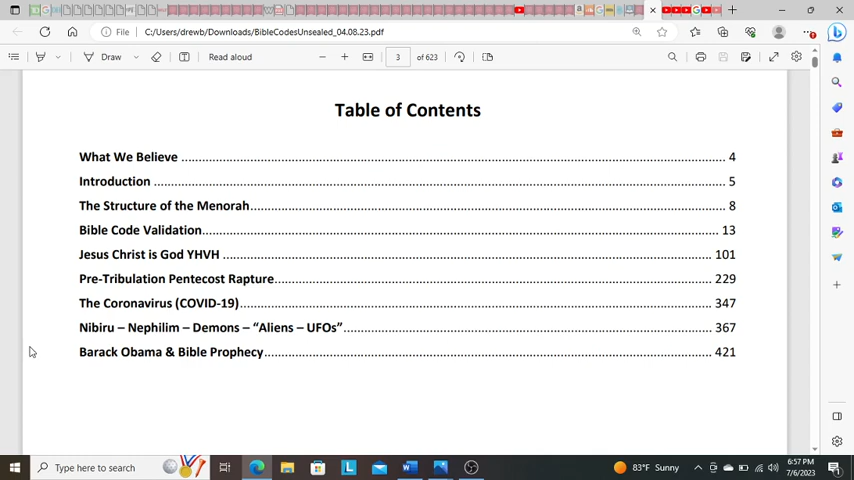 File
C:/Users/drewb/Downloads/BibleCodesUnsealed_04.08.23.pdf
Draw
Read aloud
3
of 623
Table of Contents
What We Believe 4
Introduction 5
The Structure of the Menorah 8
Bible Code Validation 13
Jesus Christ is God YHVH 101
Pre-Tribulation Pentecost Rapture 229
The Coronavirus (COVID-19) 347
Nibiru – Nephilim – Demons – “Aliens – UFOs” 367
Barack Obama & Bible Prophecy 421
Type here to search
83°F Sunny
6:57 PM
7/6/2023